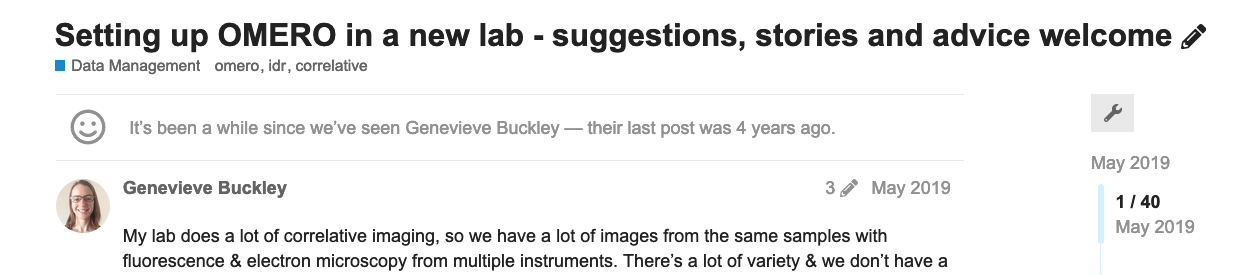 Setting up OMERO in a new lab - suggestions, stories and advice welcome
Data Management omero, idr, correlative
It's been a while since we've seen Genevieve Buckley — their last post was 4 years ago.
May 2019
Genevieve Buckley 3 May 2019
1 / 40
May 2019
My lab does a lot of correlative imaging, so we have a lot of images from the same samples with
fluorescence & electron microscopy from multiple instruments. There's a lot of variety & we don't have a